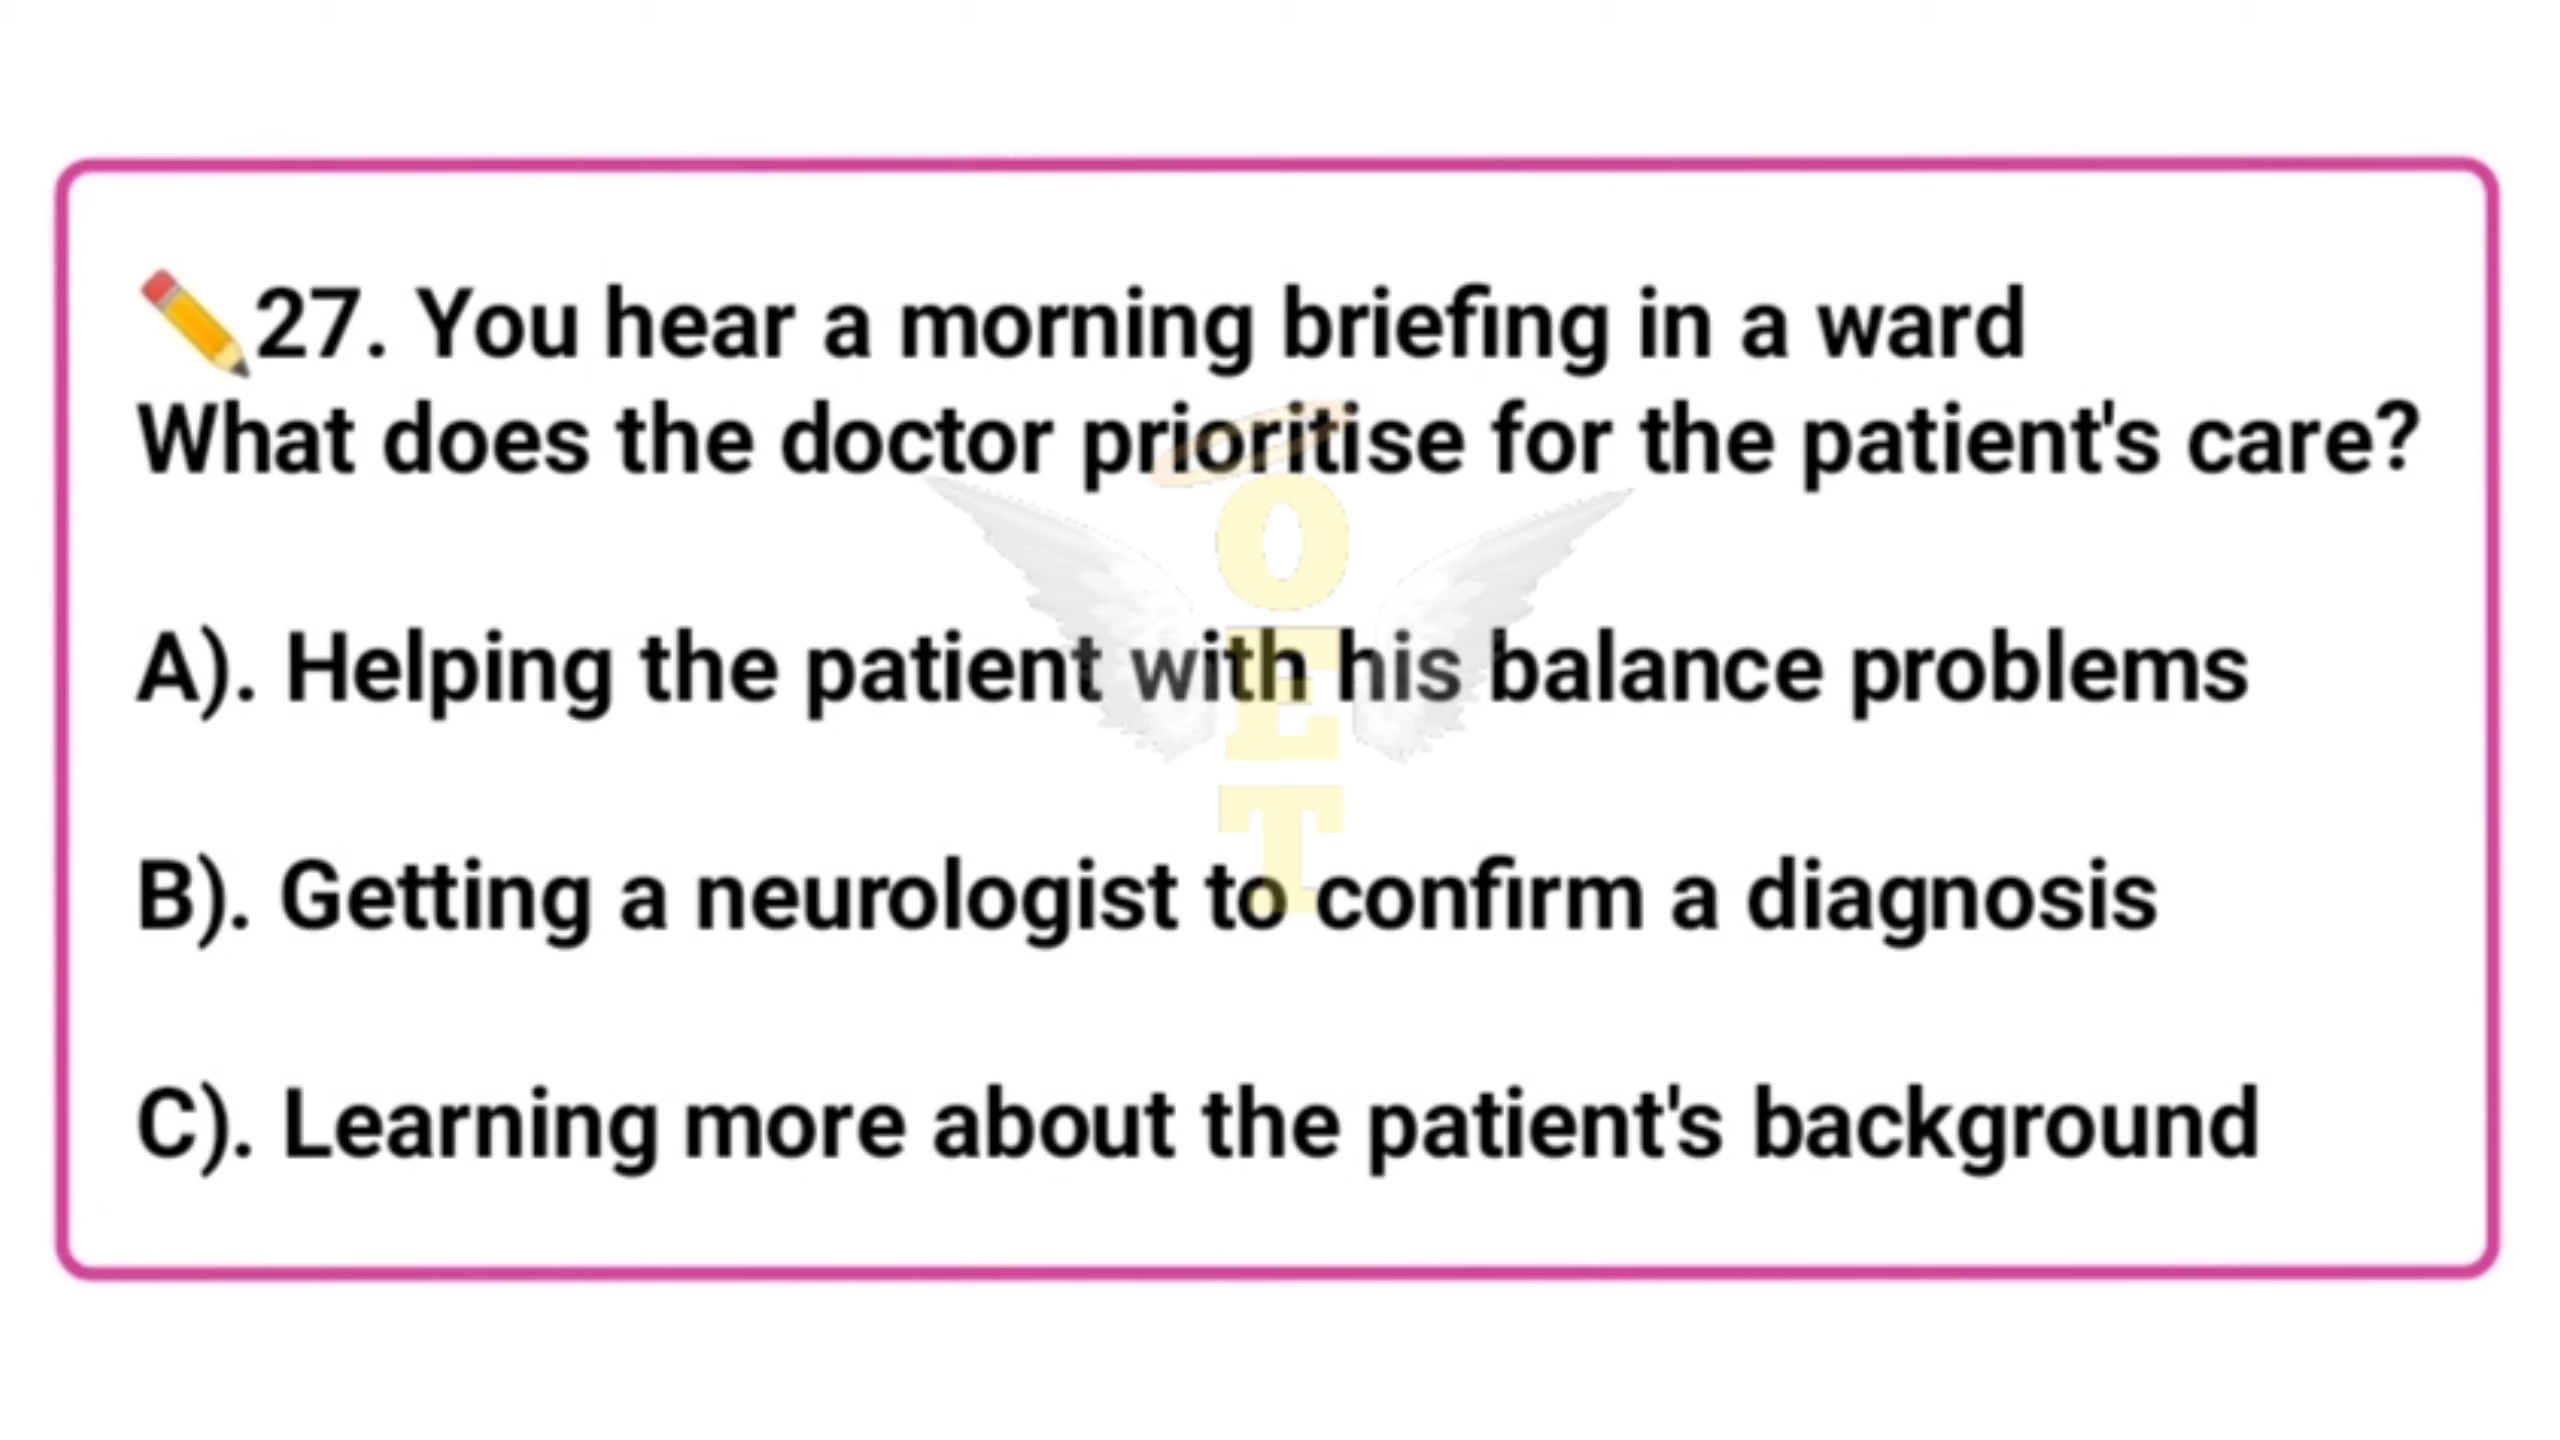 ✏️27. You hear a morning briefing in a ward
What does the doctor prioritise for the patient's care?
A). Helping the patient with his balance problems
B). Getting a neurologist to confirm a diagnosis
C). Learning more about the patient's background
OET